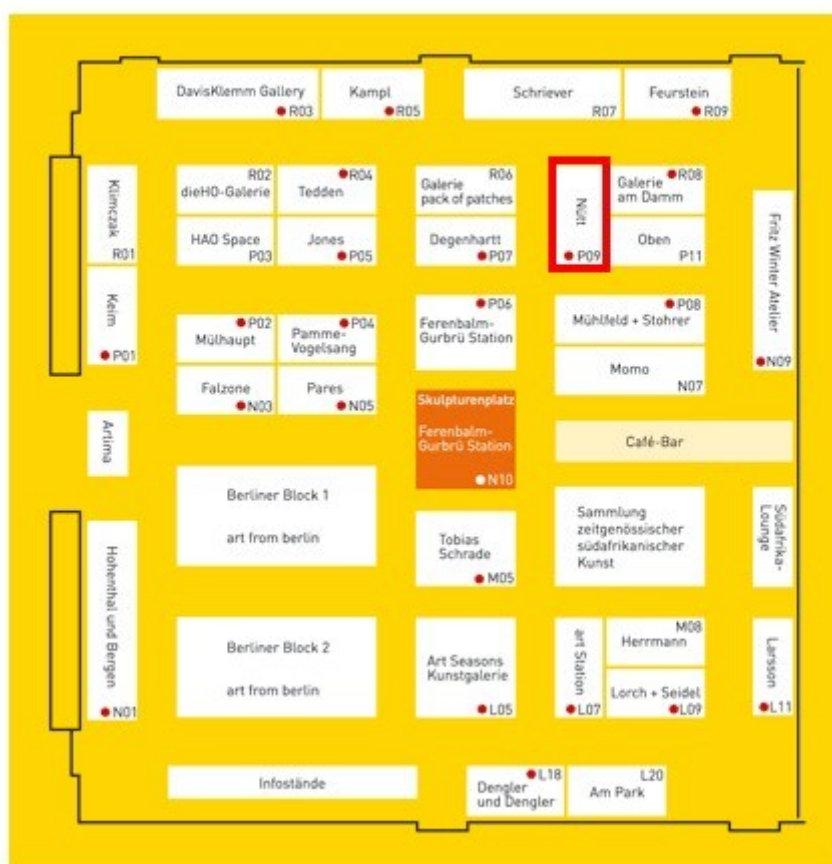 DavisKlemm Gallery
R03
Kampl
R05
Schriever
R07
Feurstein
R09
Klimczak
R01
R02
dieHO-Galerie
R04
Tedden
R06
Galerie
pack of patches
Nütt
P09
R08
Galerie
am Damm
Fritz Winter Atelier
N09
HAO Space
P03
Jones
P05
Degenhartt
P07
Oben
P11
Keim
P01
P02
Mülhaupt
P04
Pamme-
Vogelsang
P06
Ferenbalm-
Gurbrü Station
P08
Mühlfeld + Stohrer
Falzone
N03
Pares
N05
Momo
N07
Artima
Skulpturenplatz
Ferenbalm-
Gurbrü Station
N10
Café-Bar
Berliner Block 1
art from berlin
Tobias
Schrade
M05
Sammlung
zeitgenössischer
südafrikanischer
Kunst
Südafrika-
Lounge
Hohenthal und Bergen
N01
Berliner Block 2
art from berlin
Art Seasons
Kunstgalerie
L05
art Station
L07
M08
Herrmann
Lorch + Seidel
L09
Larsson
L11
Infostände
L18
Dengler
und Dengler
L20
Am Park